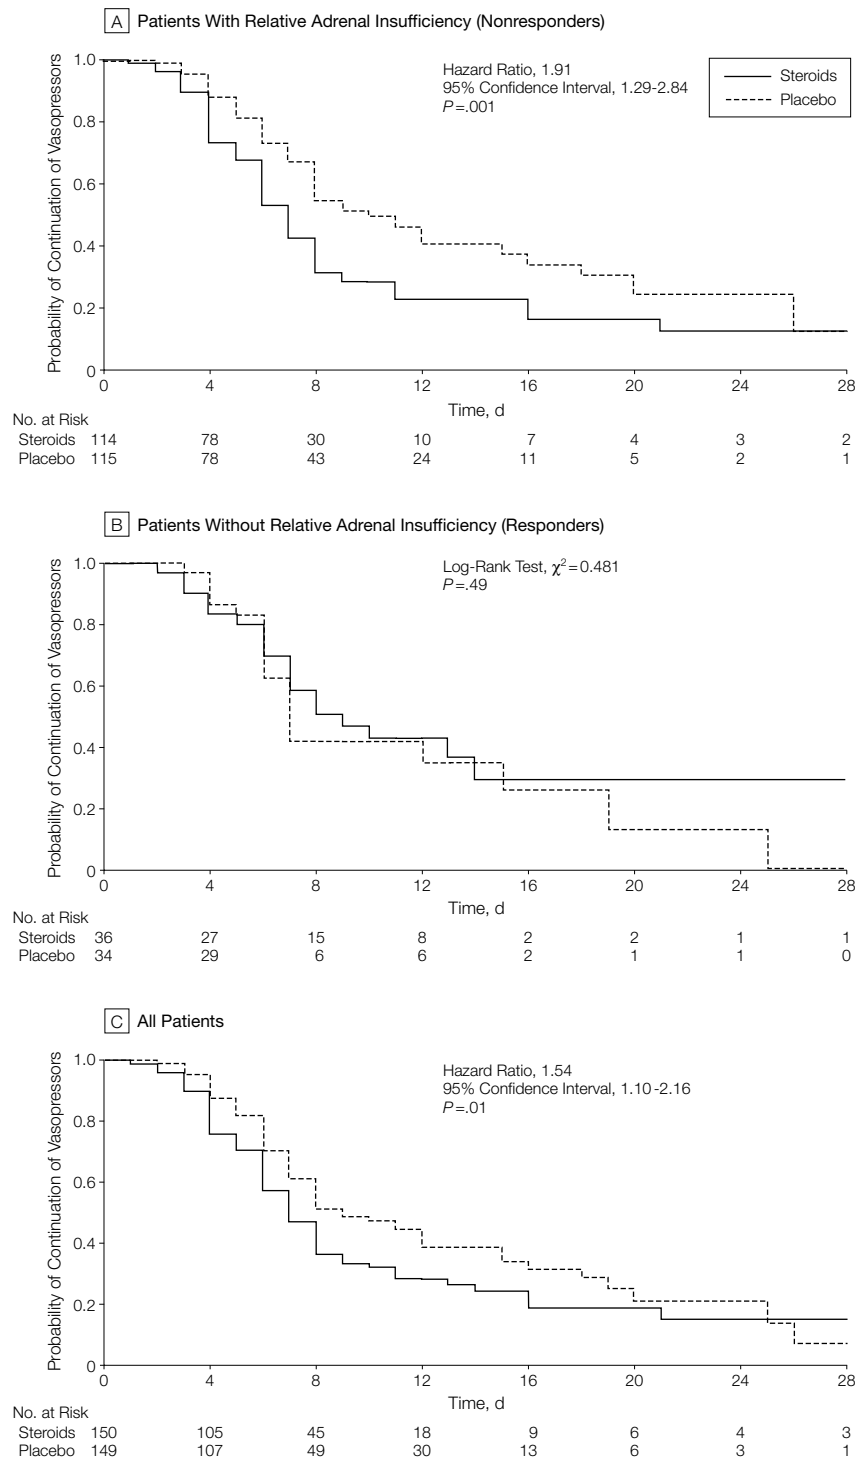 A Patients With Relative Adrenal Insufficiency (Nonresponders)
Probability of Continuation of Vasopressors
1.0
0.8
0.6
0.4
0.2
0
Hazard Ratio, 1.91
95% Confidence Interval, 1.29-2.84
P=.001
Steroids
Placebo
0 4 8 12 16 20 24 28
Time, d
No. at Risk
Steroids 114 78 30 10 7 4 3 2
Placebo 115 78 43 24 11 5 2 1
B Patients Without Relative Adrenal Insufficiency (Responders)
Probability of Continuation of Vasopressors
1.0
0.8
0.6
0.4
0.2
0
Log-Rank Test, χ²=0.481
P=.49
0 4 8 12 16 20 24 28
Time, d
No. at Risk
Steroids 36 27 15 8 2 2 1 1
Placebo 34 29 6 6 2 1 1 0
C All Patients
Probability of Continuation of Vasopressors
1.0
0.8
0.6
0.4
0.2
0
Hazard Ratio, 1.54
95% Confidence Interval, 1.10-2.16
P=.01
0 4 8 12 16 20 24 28
Time, d
No. at Risk
Steroids 150 105 45 18 9 6 4 3
Placebo 149 107 49 30 13 6 3 1